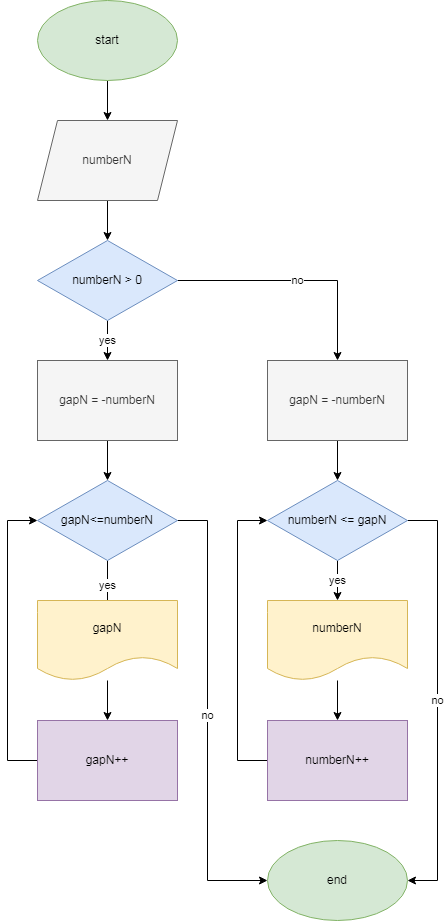 start
numberN
numberN > 0
no
yes
gapN = -numberN
gapN = -numberN
gapN<=numberN
numberN <= gapN
yes
yes
gapN
numberN
no
no
gapN++
numberN++
end